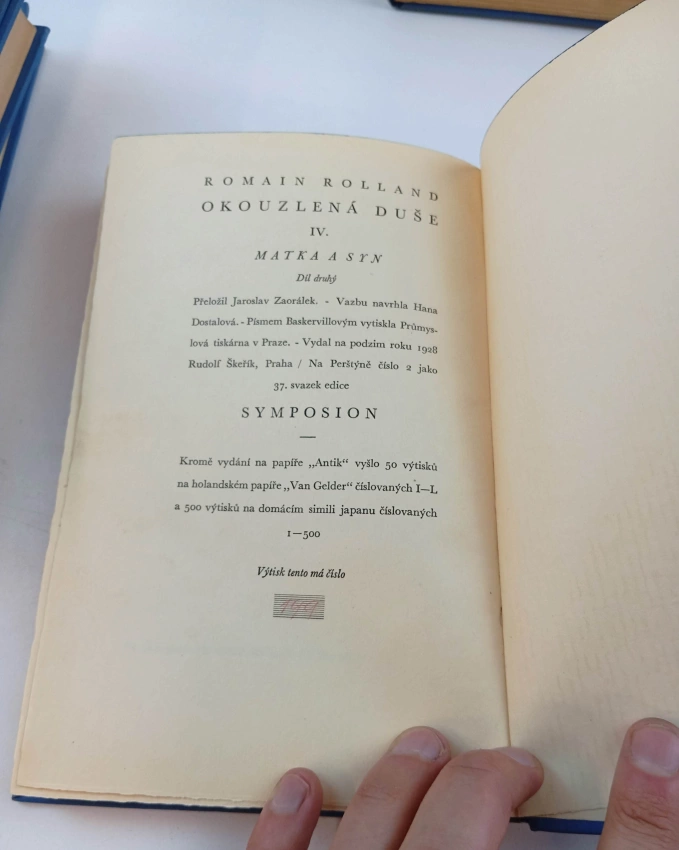 ROMAIN ROLLAND
OKOUZLENÁ DUŠE
IV.
MATKA A SYN
Díl druhý
Přeložil Jaroslav Zaorálek. - Vazbu navrhla Hana
Dostalová. - Písmem Baskervillovým vytiskla Průmys-
lová tiskárna v Praze. - Vydal na podzim roku 1928
Rudolf Škeřík, Praha / Na Perštýně číslo 2 jako
37. svazek edice
SYMPOSION
Kromě vydání na papíře „Antik“ vyšlo 50 výtisků
na holandském papíře „Van Gelder“ číslovaných I—L
a 500 výtisků na domácím simili japanu číslovaných
1—500
Výtisk tento má číslo